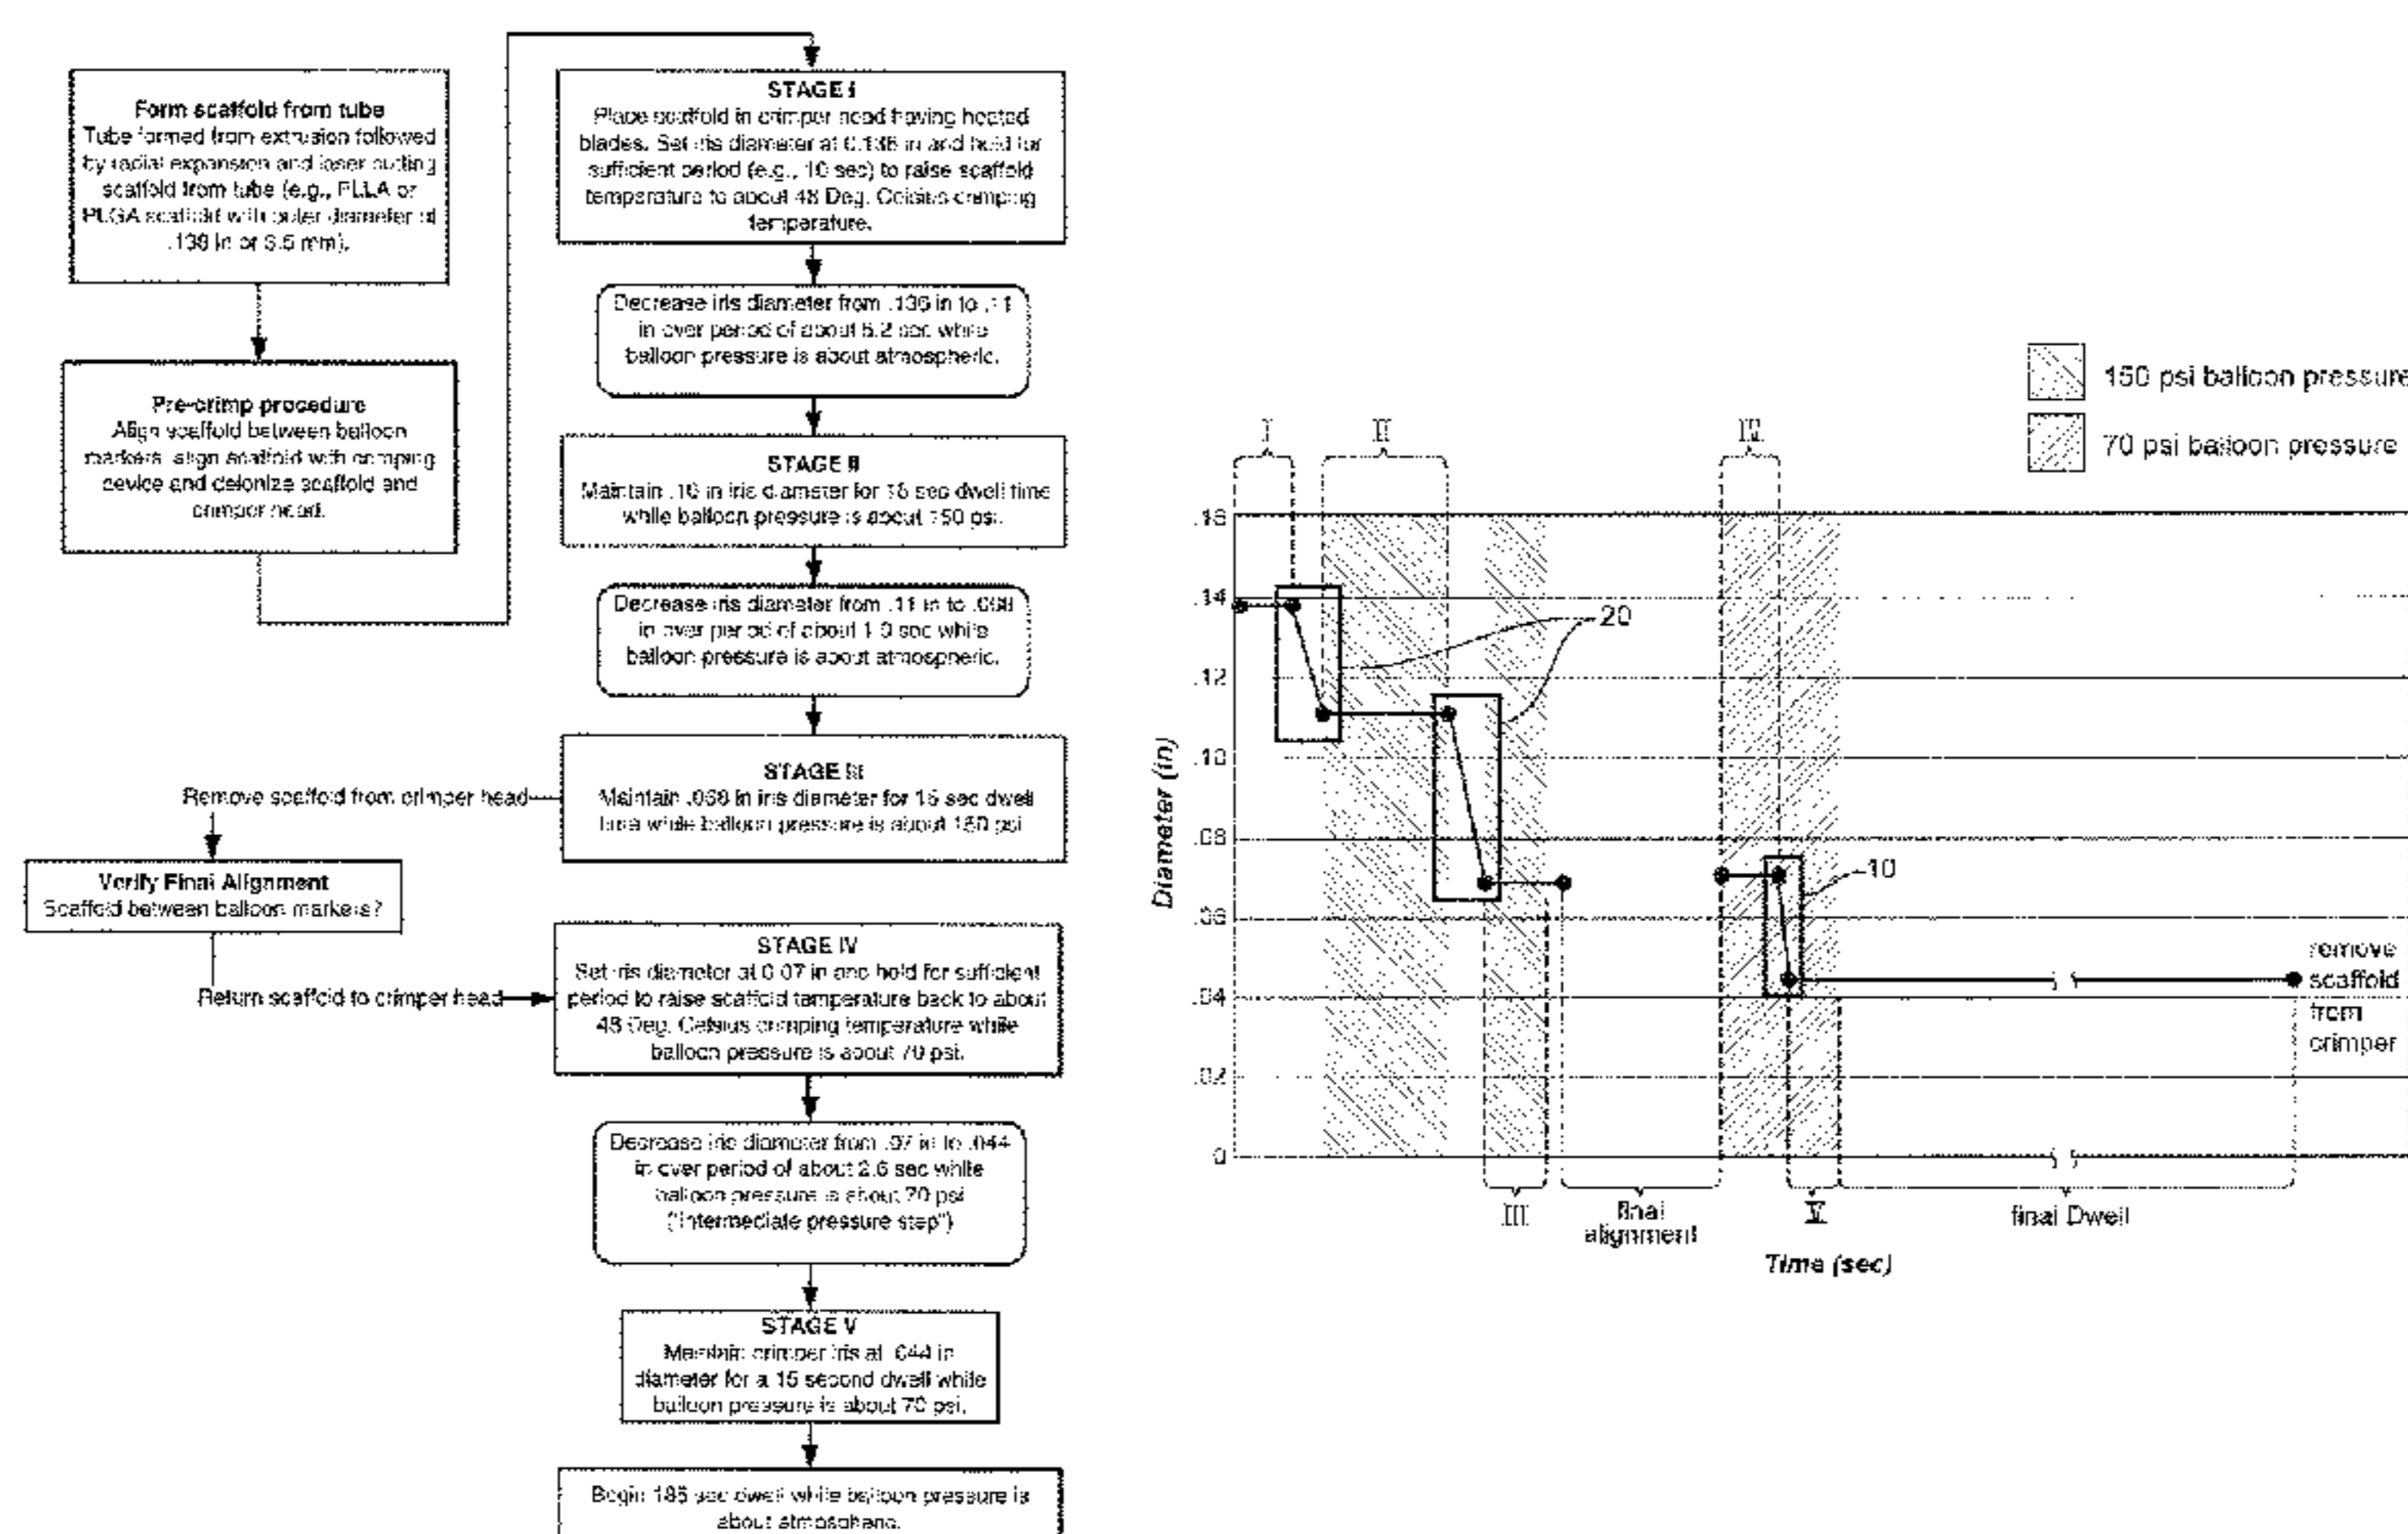 Form scaffold from tube
Tube formed from extrusion followed
by radial expansion and laser cutting
scaffold from tube (e.g., PLLA or
PLGA scaffold with outer diameter of
in or 3.5 mm).
Pre-crimp procedure
Align scaffold between balloon
markers, align scaffold with crimping
device and deionize scaffold and
crimper head.
STAGE I
Place scaffold in crimper head having heated
blades. Set iris diameter at in and hold for
sufficient period (e.g., 10 sec) to raise scaffold
temperature to about 48 Deg. Celsius crimping
temperature.
Decrease iris diameter from to .11
in over period of about sec while
balloon pressure is about atmospheric.
STAGE II
Maintain in iris diameter for 15 sec dwell time
while balloon pressure is about 150 psi.
Decrease iris diameter from .11 in to .068
in over period of about sec while
balloon pressure is about atmospheric.
STAGE III
Maintain .068 in iris diameter for 15 sec dwell
time while balloon pressure is about 150 psi
Remove scaffold from crimper head
Verify Final Alignment
Scaffold between balloon markers?
Return scaffold to crimper head
STAGE IV
Set iris diameter at 0.07 in and hold for sufficient
period to raise scaffold temperature back to about
48 Deg. Celsius crimping temperature while
balloon pressure is about 70 psi.
Decrease iris diameter from .07 in to .044
in over period of about 2.6 sec while
balloon pressure is about 70 psi
("Intermediate pressure step")
STAGE V
Maintain crimper iris at .044 in
diameter for a 15 second dwell while
balloon pressure is about 70 psi.
Begin 185 sec dwell while balloon pressure is
about atmospheric.
150 psi balloon pressure
70 psi balloon pressure
I
II
IV
.16
.14
.12
.10
.08
.06
.04
.02
0
Diameter (in)
20
10
remove
scaffold
from
crimper
III
final
alignment
V
final Dwell
Time (sec)